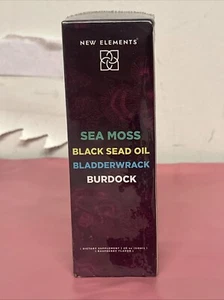 NEW ELEMENTS
SEA MOSS
BLACK SEAD OIL
BLADDERWRACK
BURDOCK